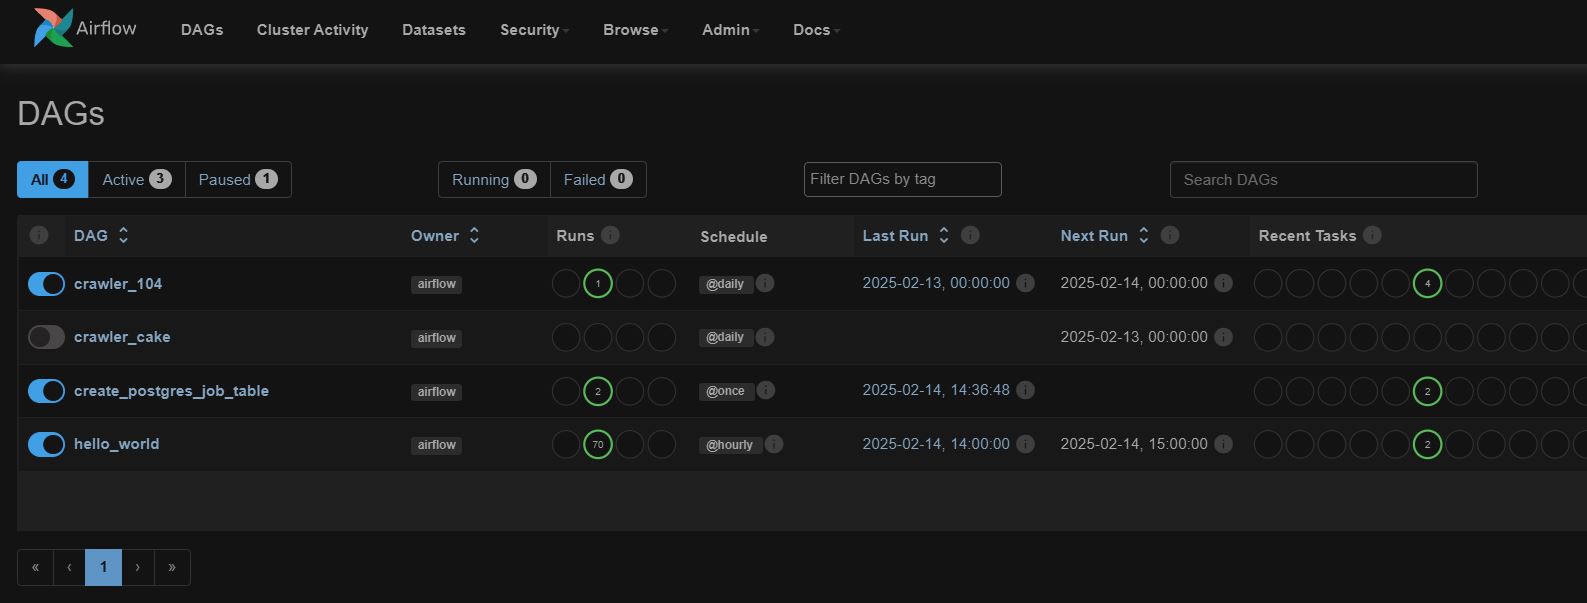 Airflow DAGs Cluster Activity Datasets Security Browse Admin Docs
DAGs
All 4 Active 3 Paused 1 Running 0 Failed 0 Filter DAGs by tag Search DAGs
i DAG Owner Runs i Schedule Last Run i Next Run i Recent Tasks i
crawler_104 airflow 1 @daily i 2025-02-13, 00:00:00 i 2025-02-14, 00:00:00 i 4
crawler_cake airflow @daily i 2025-02-13, 00:00:00 i
create_postgres_job_table airflow 2 @once i 2025-02-14, 14:36:48 i 2
hello_world airflow 70 @hourly i 2025-02-14, 14:00:00 i 2025-02-14, 15:00:00 i 2
« ‹ 1 › »